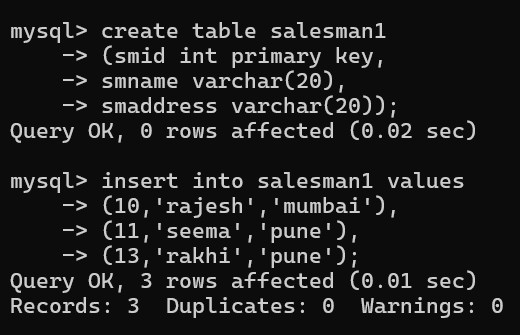 mysql> create table salesman1
    -> (smid int primary key,
    -> smname varchar(20),
    -> smaddress varchar(20));
Query OK, 0 rows affected (0.02 sec)

mysql> insert into salesman1 values
    -> (10,'rajesh','mumbai'),
    -> (11,'seema','pune'),
    -> (13,'rakhi','pune');
Query OK, 3 rows affected (0.01 sec)
Records: 3  Duplicates: 0  Warnings: 0